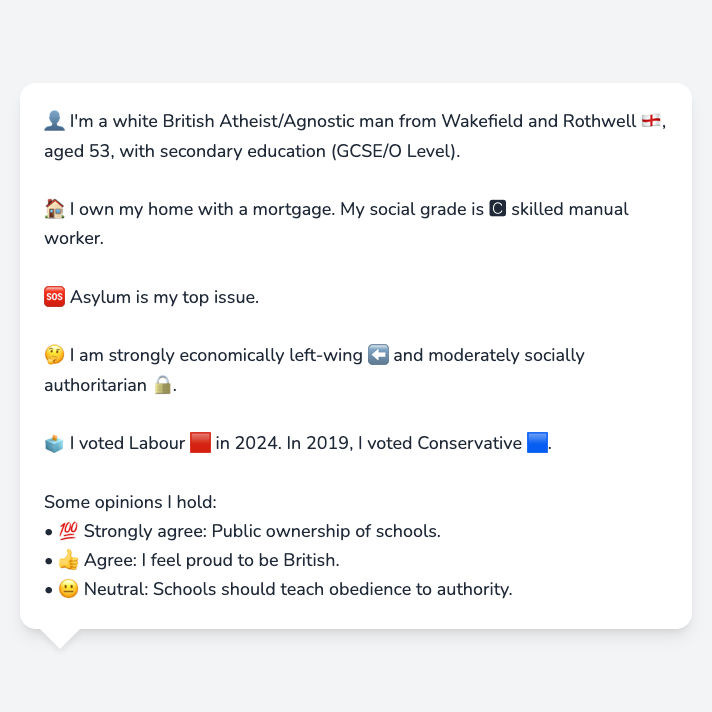 👤 I'm a white British Atheist/Agnostic man from Wakefield and Rothwell 🏴󠁧󠁢󠁥󠁮󠁧󠁿,
aged 53, with secondary education (GCSE/O Level).
🏠 I own my home with a mortgage. My social grade is C skilled manual
worker.
🆘 Asylum is my top issue.
🤔 I am strongly economically left-wing ⬅️ and moderately socially
authoritarian 🔒.
🗳️ I voted Labour 🟥 in 2024. In 2019, I voted Conservative 🟦.
Some opinions I hold:
• 💯 Strongly agree: Public ownership of schools.
• 👍 Agree: I feel proud to be British.
• 😐 Neutral: Schools should teach obedience to authority.